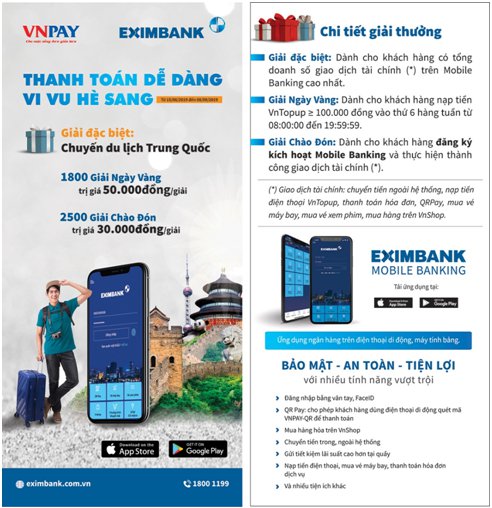 VNPAY
Cho cuộc sống đơn giản hơn
EXIMBANK
THANH TOÁN DỄ DÀNG
VI VU HÈ SANG
Từ 10/06/2019 đến 08/09/2019
Giải đặc biệt:
Chuyến du lịch Trung Quốc
1800 Giải Ngày Vàng
trị giá 50.000đồng/giải
2500 Giải Chào Đón
trị giá 30.000đồng/giải
EXIMBANK
Download on the
App Store
GET IT ON
Google Play
eximbank.com.vn
1800 1199
Chi tiết giải thưởng
Giải đặc biệt: Dành cho khách hàng có tổng
doanh số giao dịch tài chính (*) trên Mobile
Banking cao nhất.
Giải Ngày Vàng: Dành cho khách hàng nạp tiền
VnTopup ≥ 100.000 đồng vào thứ 6 hàng tuần từ
08:00:00 đến 19:59:59.
Giải Chào Đón: Dành cho khách hàng đăng ký
kích hoạt Mobile Banking và thực hiện thành
công giao dịch tài chính (*).
(*) Giao dịch tài chính: chuyển tiền ngoài hệ thống, nạp tiền
điện thoại VnTopup, thanh toán hóa đơn, QRPay, mua vé
máy bay, mua vé xem phim, mua hàng trên VnShop.
EXIMBANK
MOBILE BANKING
Tải ứng dụng tại:
App Store
Google Play
Ứng dụng ngân hàng trên điện thoại di động, máy tính bảng.
BẢO MẬT - AN TOÀN - TIỆN LỢI
với nhiều tính năng vượt trội
Đăng nhập bằng vân tay, FaceID
QR Pay: cho phép khách hàng dùng điện thoại di động quét mã
VNPAY-QR để thanh toán
Mua hàng hóa trên VnShop
Chuyển tiền trong, ngoài hệ thống
Gửi tiết kiệm lãi suất cao hơn tại quầy
Nạp tiền điện thoại, mua vé máy bay, thanh toán hóa đơn
dịch vụ
Và nhiều tiện ích khác